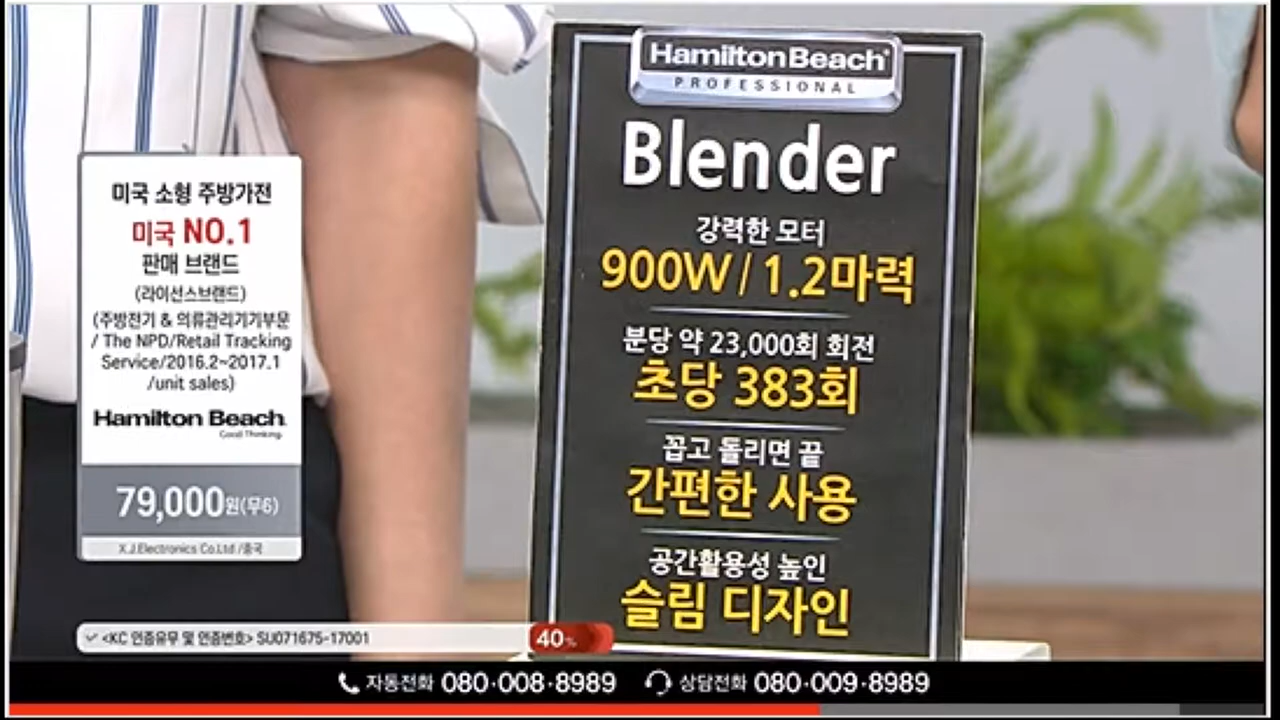 미국 소형 주방가전
미국 NO.1
판매 브랜드
(라이선스브랜드)
(주방전기 & 의류관리기기부문
/ The NPD/Retail Tracking
Service/2016.2~2017.1
/unit sales)
Hamilton Beach
Good Thinking.
79,000원(무6)
X.J.Electronics Co.Ltd /중국
HamiltonBeach
PROFESSIONAL
Blender
강력한 모터
900W / 1.2마력
분당 약 23,000회 회전
초당 383회
꼽고 돌리면 끝
간편한 사용
공간활용성 높인
슬림 디자인
<KC 인증유무 및 인증번호> SU071675-17001
40%
자동전화 080·008·8989 상담전화 080·009·8989